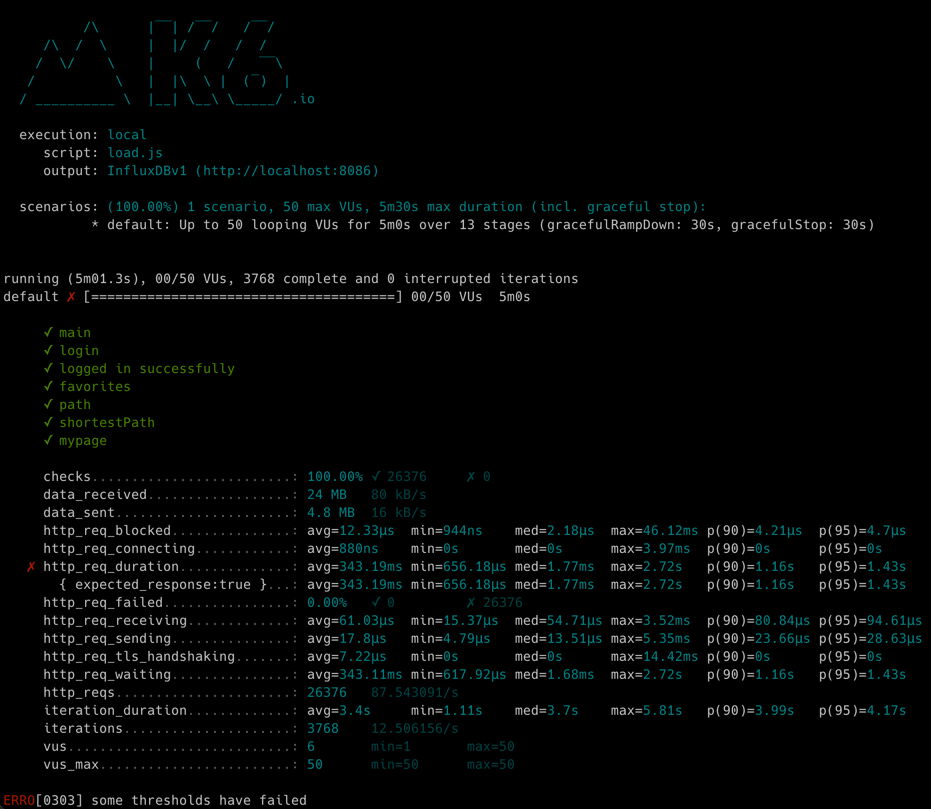 /\      |‾‾| /‾‾/   /‾‾/
     /\  /  \     |  |/  /   /  /
    /  \/    \    |     (   /   ‾‾\
   /          \   |  |\  \ |  (‾)  |
  / __________ \  |__| \__\ \_____/ .io
execution: local
script: load.js
output: InfluxDBv1 (http://localhost:8086)
scenarios: (100.00%) 1 scenario, 50 max VUs, 5m30s max duration (incl. graceful stop):
* default: Up to 50 looping VUs for 5m0s over 13 stages (gracefulRampDown: 30s, gracefulStop: 30s)
running (5m01.3s), 00/50 VUs, 3768 complete and 0 interrupted iterations
default ✗ [======================================] 00/50 VUs  5m0s
✓ main
✓ login
✓ logged in successfully
✓ favorites
✓ path
✓ shortestPath
✓ mypage
checks.........................: 100.00% ✓ 26376     ✗ 0
data_received..................: 24 MB   80 kB/s
data_sent......................: 4.8 MB  16 kB/s
http_req_blocked...............: avg=12.33µs  min=944ns    med=2.18µs  max=46.12ms p(90)=4.21µs  p(95)=4.7µs
http_req_connecting............: avg=880ns    min=0s       med=0s      max=3.97ms  p(90)=0s      p(95)=0s
✗ http_req_duration..............: avg=343.19ms min=656.18µs med=1.77ms  max=2.72s   p(90)=1.16s   p(95)=1.43s
{ expected_response:true }...: avg=343.19ms min=656.18µs med=1.77ms  max=2.72s   p(90)=1.16s   p(95)=1.43s
http_req_failed................: 0.00%   ✓ 0         ✗ 26376
http_req_receiving.............: avg=61.03µs  min=15.37µs  med=54.71µs max=3.52ms  p(90)=80.84µs p(95)=94.61µs
http_req_sending...............: avg=17.8µs   min=4.79µs   med=13.51µs max=5.35ms  p(90)=23.66µs p(95)=28.63µs
http_req_tls_handshaking.......: avg=7.22µs   min=0s       med=0s      max=14.42ms p(90)=0s      p(95)=0s
http_req_waiting...............: avg=343.11ms min=617.92µs med=1.68ms  max=2.72s   p(90)=1.16s   p(95)=1.43s
http_reqs......................: 26376   87.543091/s
iteration_duration.............: avg=3.4s     min=1.11s    med=3.7s    max=5.81s   p(90)=3.99s   p(95)=4.17s
iterations.....................: 3768    12.506156/s
vus............................: 6       min=1       max=50
vus_max........................: 50      min=50      max=50
ERRO[0303] some thresholds have failed